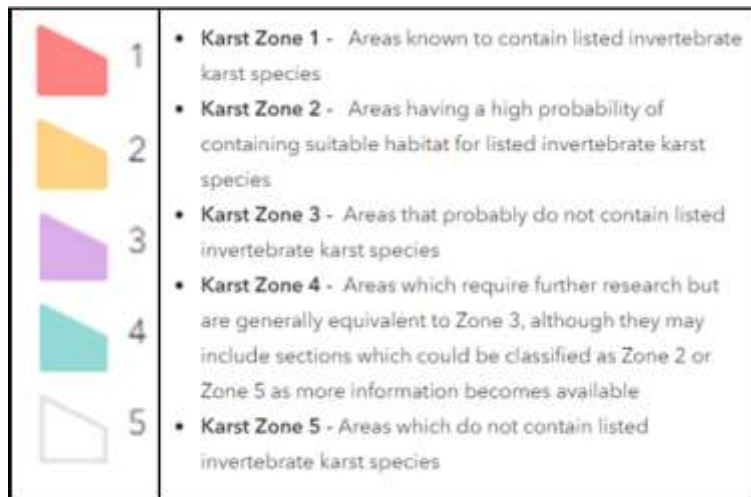 1
2
3
4
5
• Karst Zone 1 - Areas known to contain listed invertebrate
karst species
• Karst Zone 2 - Areas having a high probability of
containing suitable habitat for listed invertebrate karst
species
• Karst Zone 3 - Areas that probably do not contain listed
invertebrate karst species
• Karst Zone 4 - Areas which require further research but
are generally equivalent to Zone 3, although they may
include sections which could be classified as Zone 2 or
Zone 5 as more information becomes available
• Karst Zone 5 - Areas which do not contain listed
invertebrate karst species